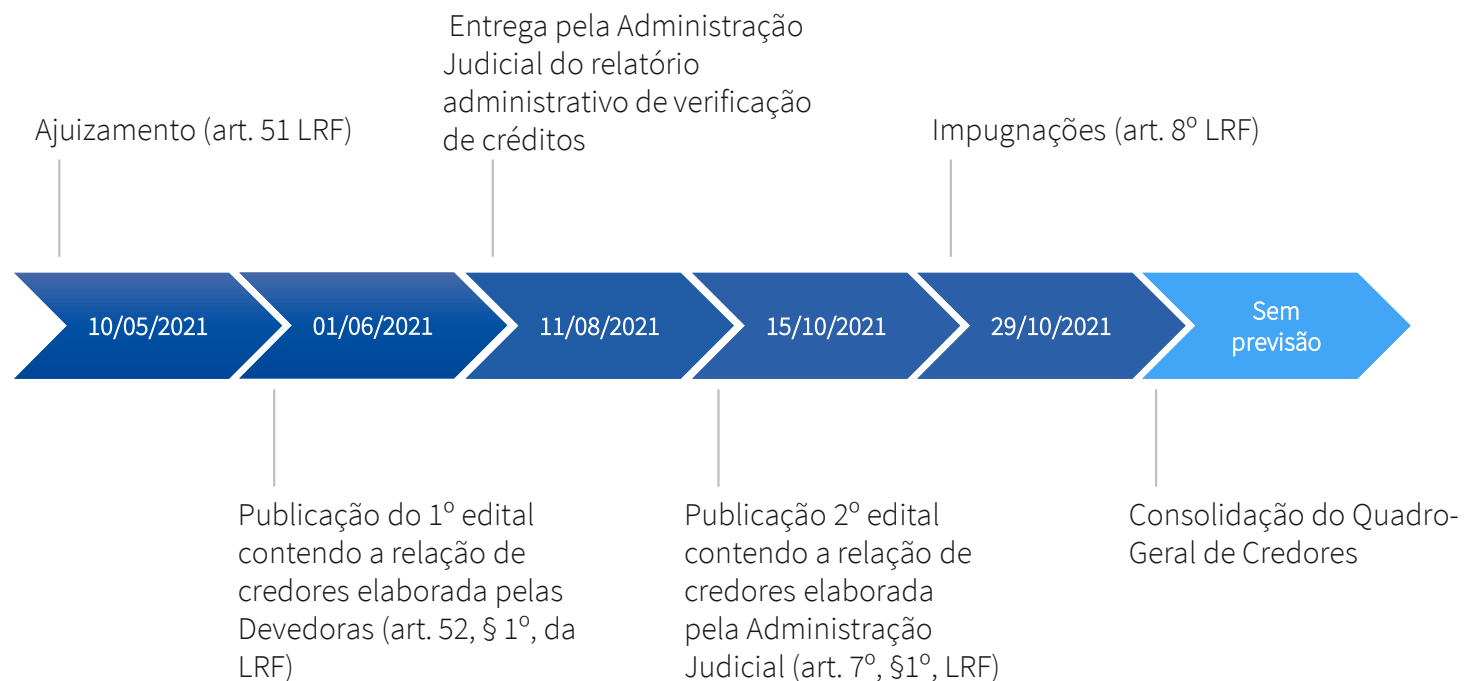 Entrega pela Administração
Judicial do relatório
administrativo de verificação
de créditos
Ajuizamento (art. 51 LRF)
Impugnações (art. 8º LRF)
10/05/2021
01/06/2021
11/08/2021
15/10/2021
29/10/2021
Sem
previsão
Publicação do 1º edital
contendo a relação de
credores elaborada pelas
Devedoras (art. 52, § 1º, da
LRF)
Publicação 2º edital
contendo a relação de
credores elaborada
pela Administração
Judicial (art. 7º, §1º, LRF)
Consolidação do Quadro-
Geral de Credores